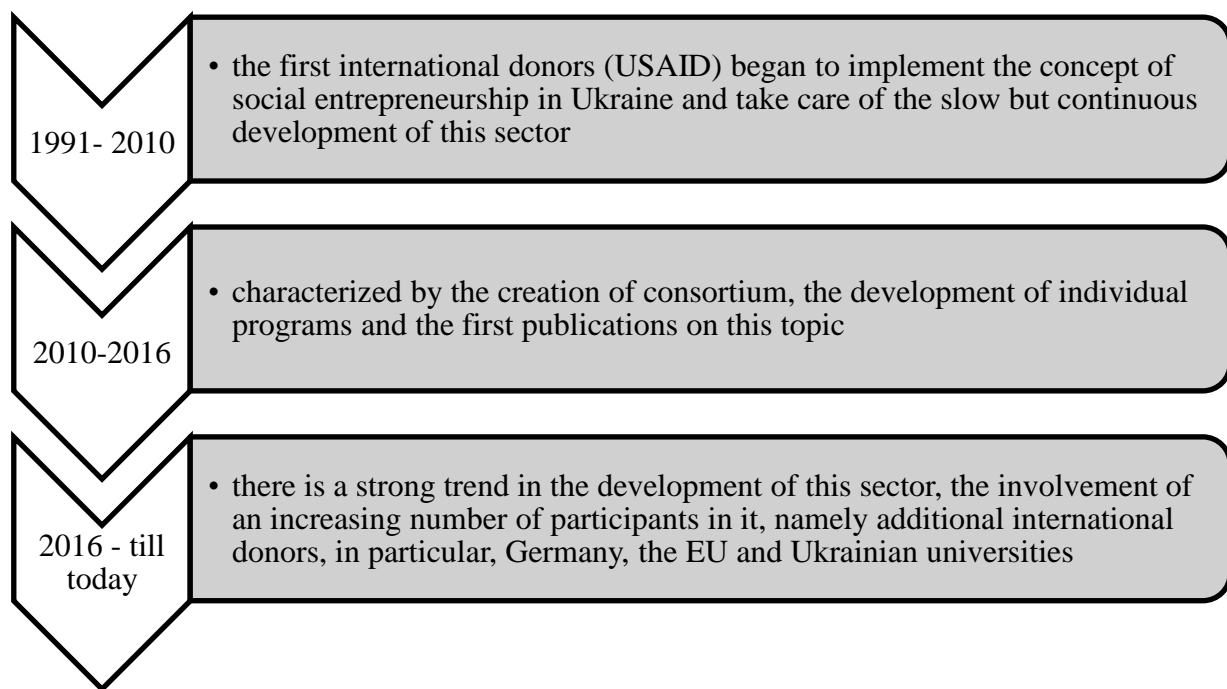 1991- 2010
• the first international donors (USAID) began to implement the concept of
social entrepreneurship in Ukraine and take care of the slow but continuous
development of this sector
2010-2016
• characterized by the creation of consortium, the development of individual
programs and the first publications on this topic
2016 - till
today
• there is a strong trend in the development of this sector, the involvement of
an increasing number of participants in it, namely additional international
donors, in particular, Germany, the EU and Ukrainian universities